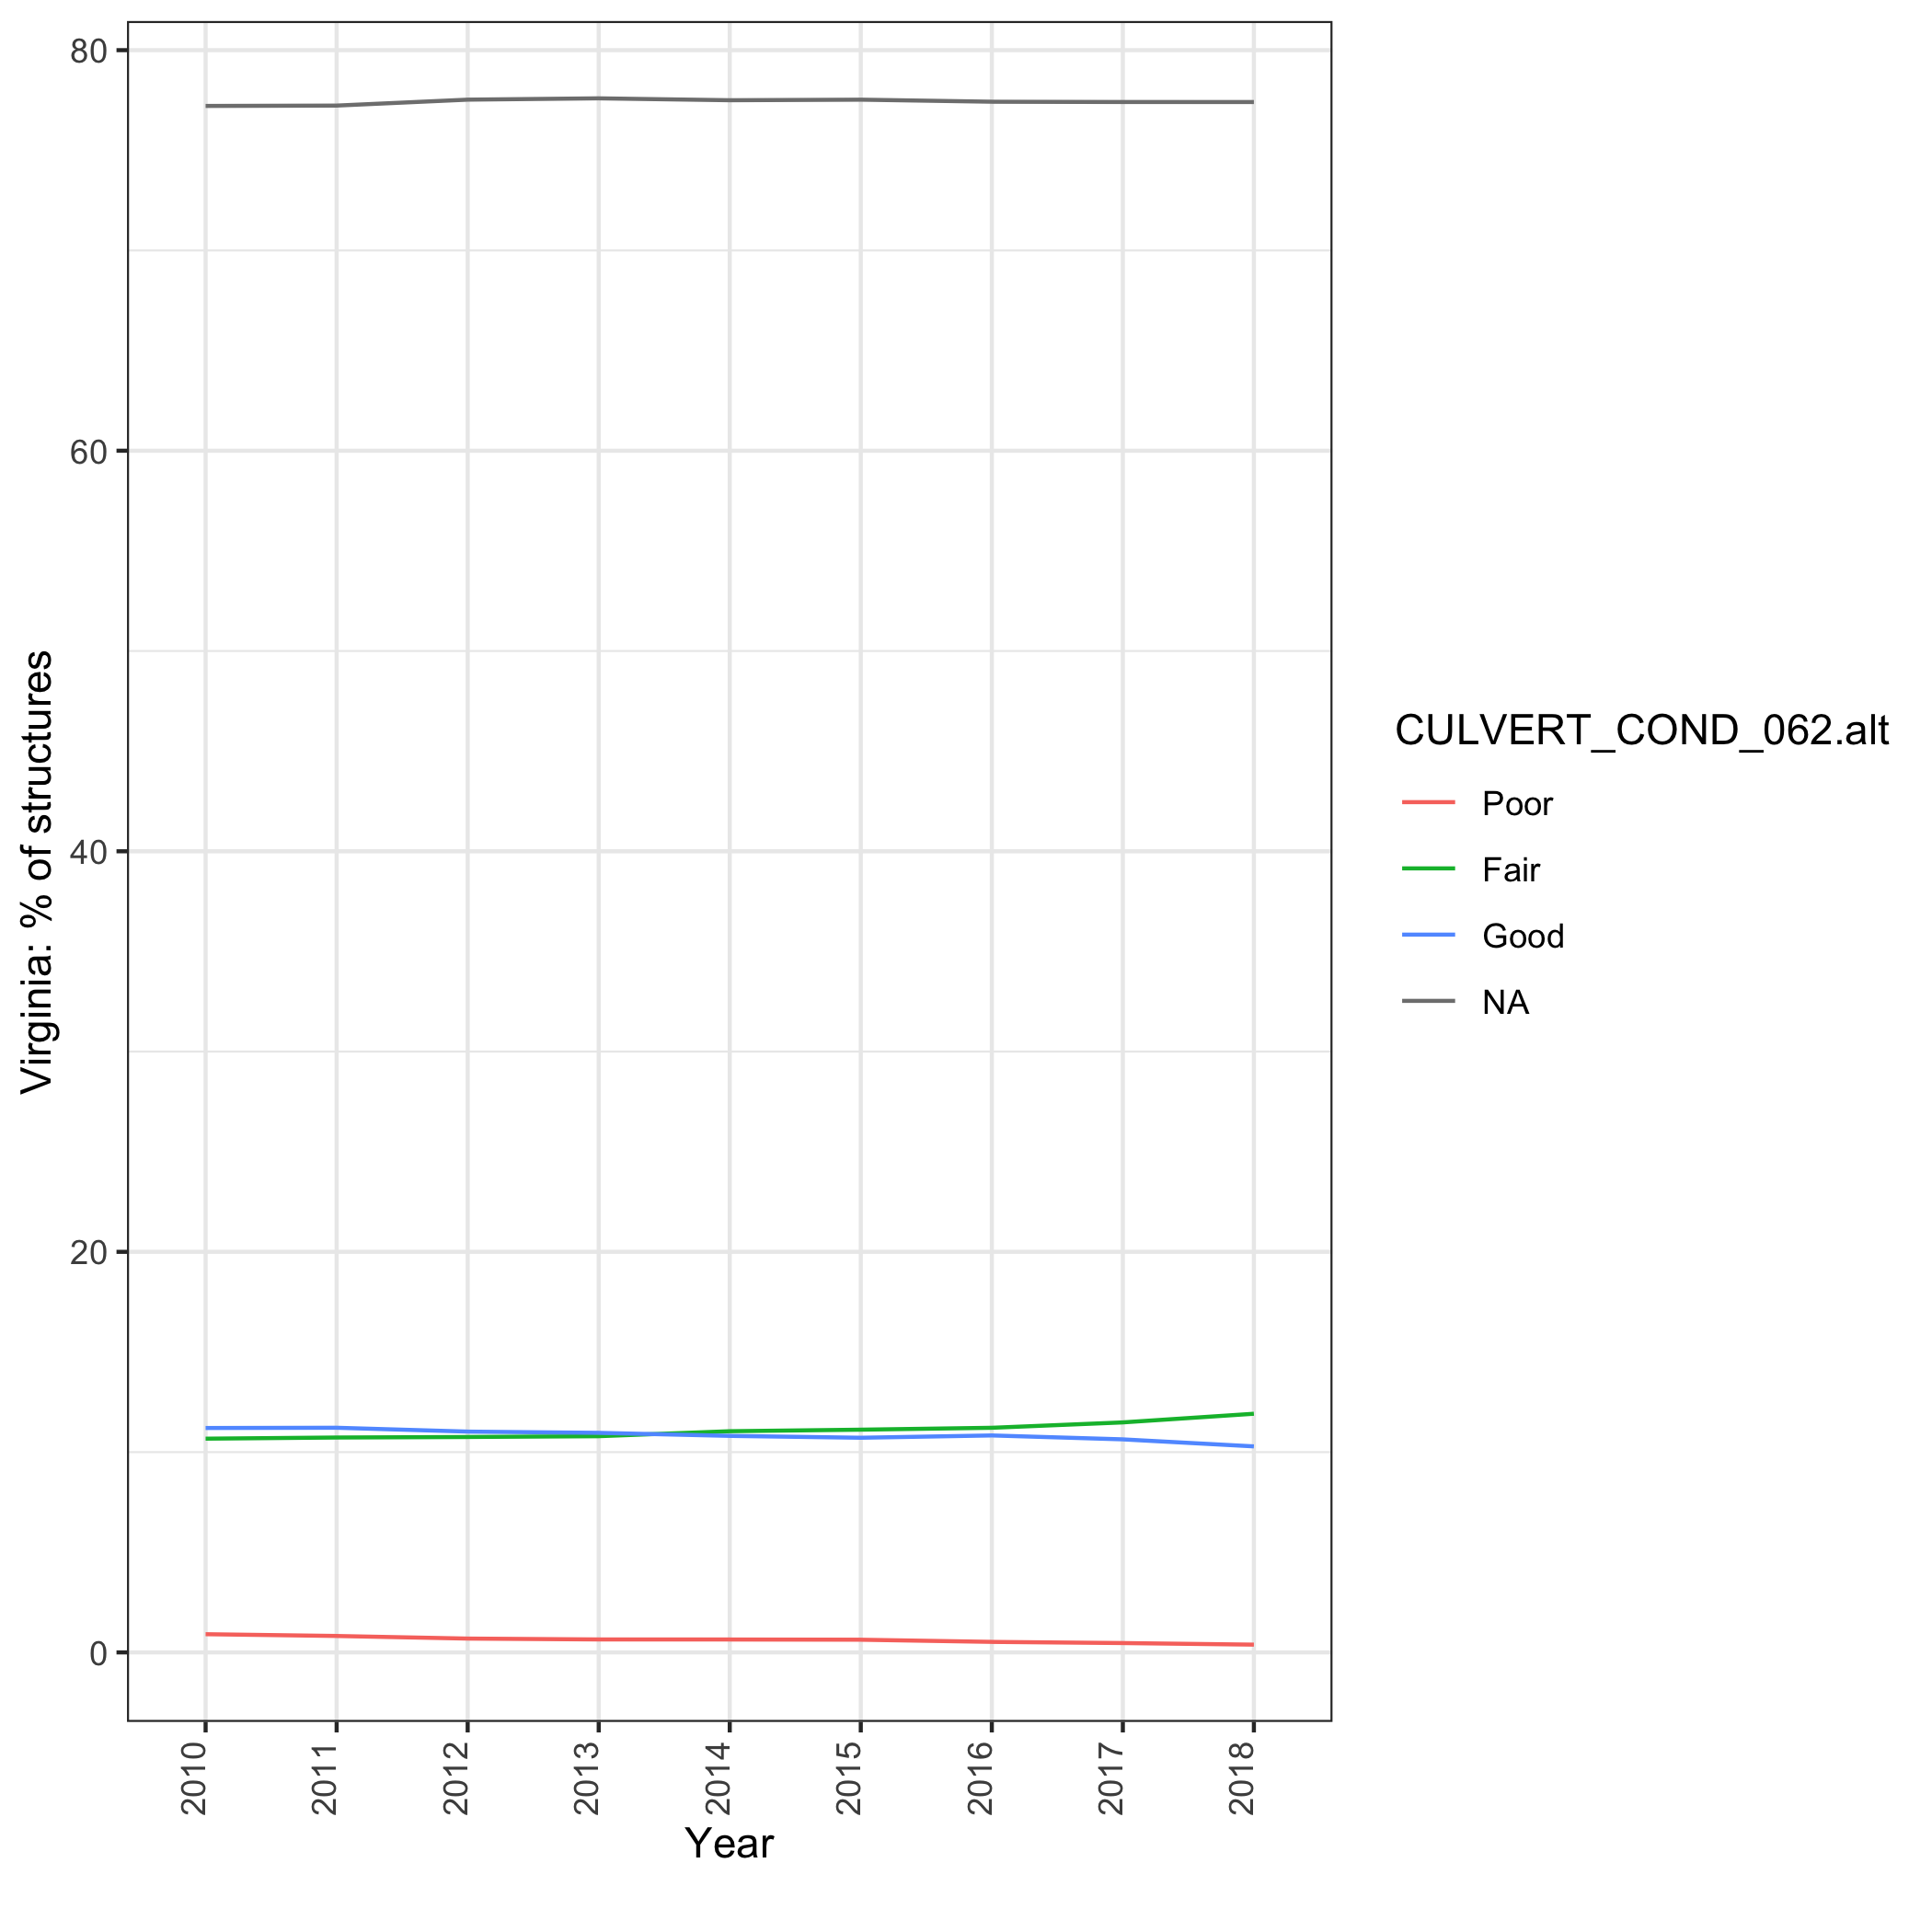 Virginia: % of structures
80
60
40
20
0
2010
2011
2012
2013
2014
2015
2016
2017
2018
Year
CULVERT_COND_062.alt
Poor
Fair
Good
NA